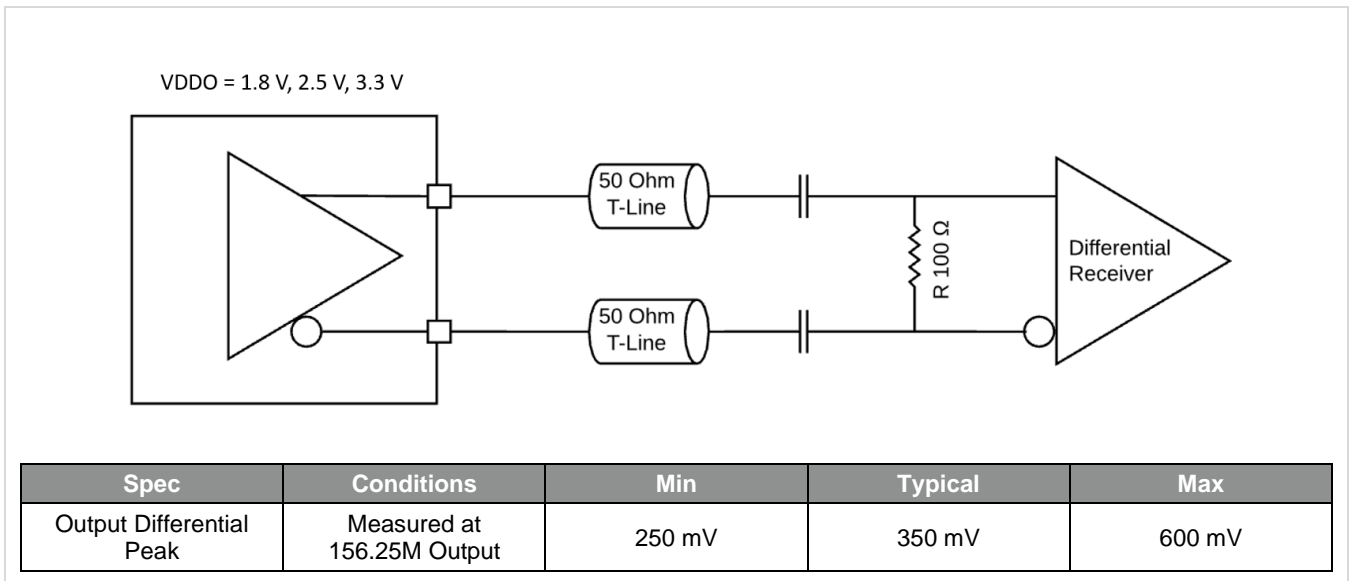 VDDO = 1.8 V, 2.5 V, 3.3 V
50 Ohm
T-Line
R 100 Ω
Differential
Receiver
50 Ohm
T-Line
Spec
Conditions
Min
Typical
Max
Output Differential
Peak
Measured at
156.25M Output
250 mV
350 mV
600 mV